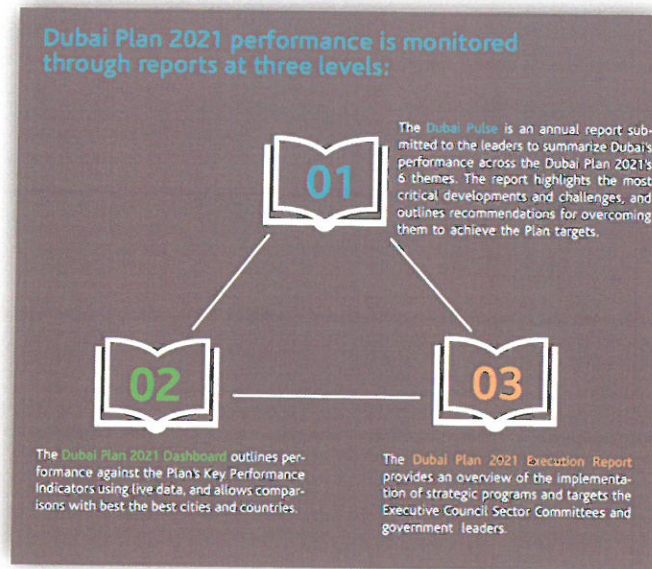 Dubai Plan 2021 performance is monitored
through reports at three levels:
01
The Dubai Pulse is an annual report sub-
mitted to the leaders to summarize Dubai's
performance across the Dubai Plan 2021's
6 themes. The report highlights the most
critical developments and challenges, and
outlines recommendations for overcoming
them to achieve the Plan targets.
02
The Dubai Plan 2021 Dashboard outlines per-
formance against the Plan's Key Performance
Indicators using live data, and allows compar-
isons with best the best cities and countries.
03
The Dubai Plan 2021 Execution Report
provides an overview of the implementa-
tion of strategic programs and targets the
Executive Council Sector Committees and
government leaders.